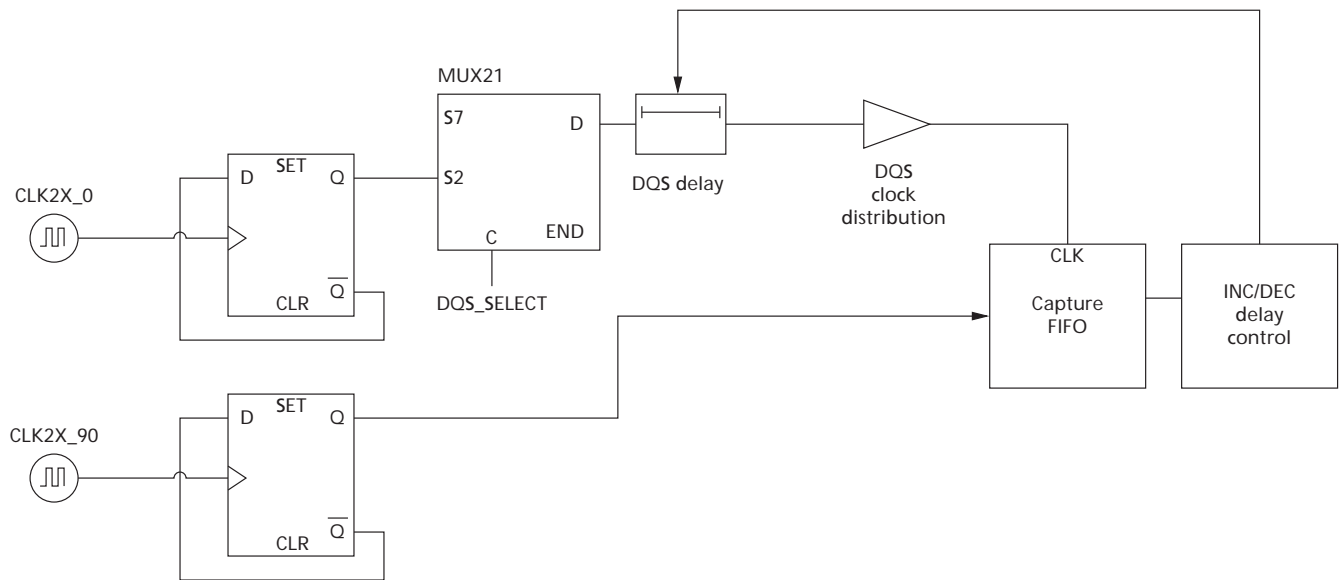 MUX21
S7
D
S2
END
C
DQS_SELECT
DQS delay
DQS
clock
distribution
CLK2X_0
SET
D
Q
Q
CLR
CLK
Capture
FIFO
INC/DEC
delay
control
CLK2X_90
SET
D
Q
Q
CLR